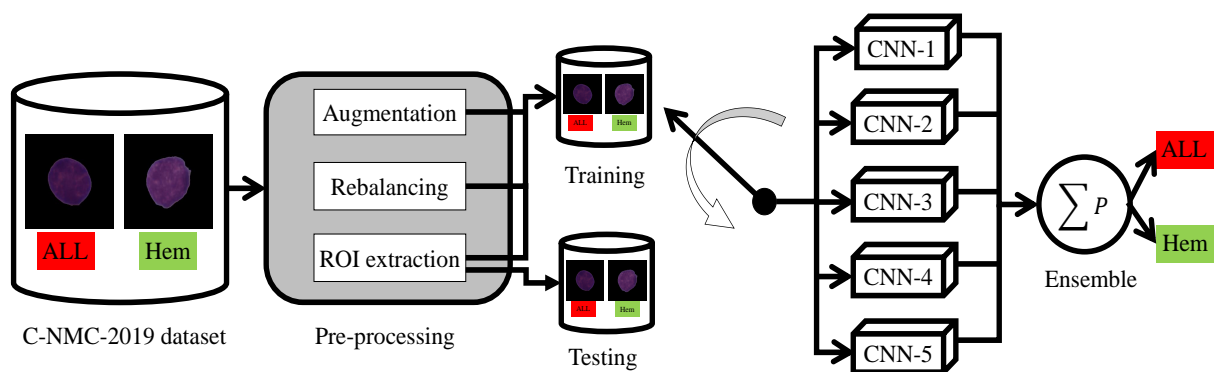 ALL
Hem
C-NMC-2019 dataset
Augmentation
Rebalancing
ROI extraction
Pre-processing
ALL
Hem
Training
ALL
Hem
Testing
CNN-1
CNN-2
CNN-3
CNN-4
CNN-5
∑ P
Ensemble
ALL
Hem